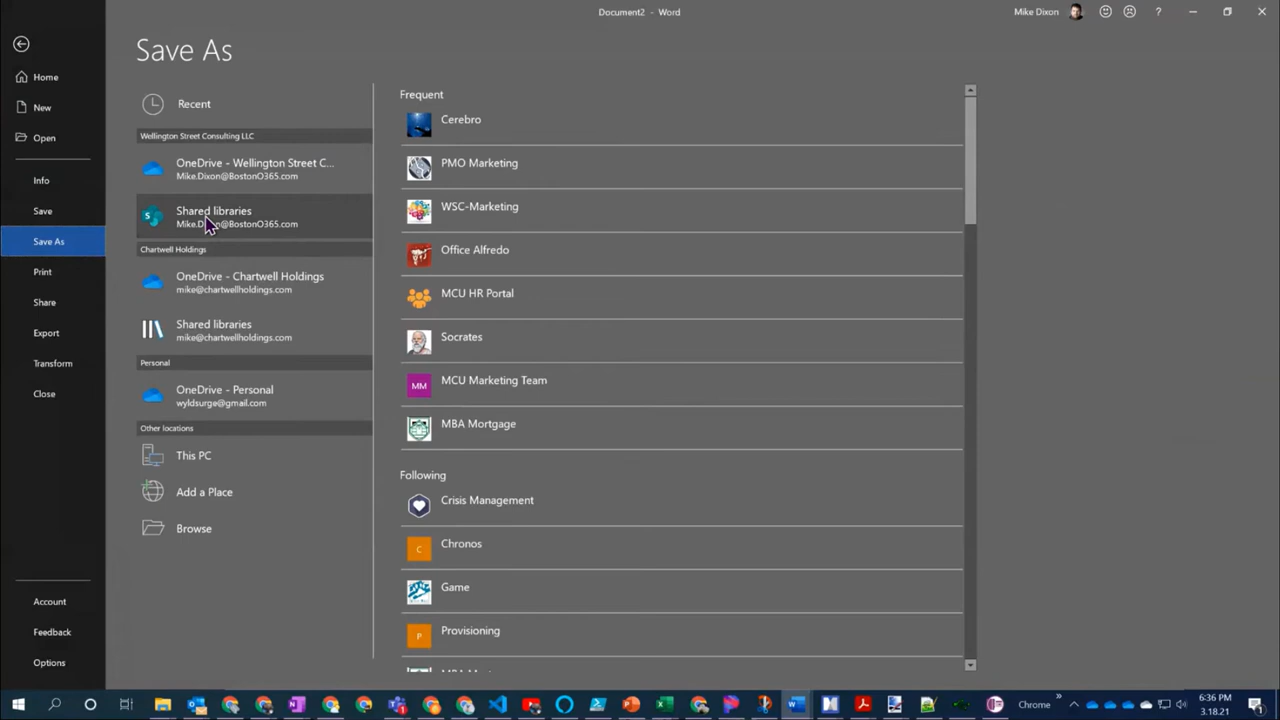 Document2 - Word
Mike Dixon
?
Save As
Home
New
Open
Info
Save
Save As
Print
Share
Export
Transform
Close
Account
Feedback
Options
Recent
Wellington Street Consulting LLC
OneDrive - Wellington Street C...
Mike.Dixon@BostonO365.com
S
Shared libraries
Chartwell Holdings
OneDrive - Chartwell Holdings
mike@chartwellholdings.com
Shared libraries
mike@chartwellholdings.com
Personal
OneDrive - Personal
wyldsurge@gmail.com
Other locations
This PC
Add a Place
Browse
Frequent
Cerebro
PMO Marketing
WSC-Marketing
Office Alfredo
MCU HR Portal
Socrates
MM
MCU Marketing Team
MBA Mortgage
Following
Crisis Management
C
Chronos
Game
P
Provisioning
Chrome
6:36 PM
3.18.21